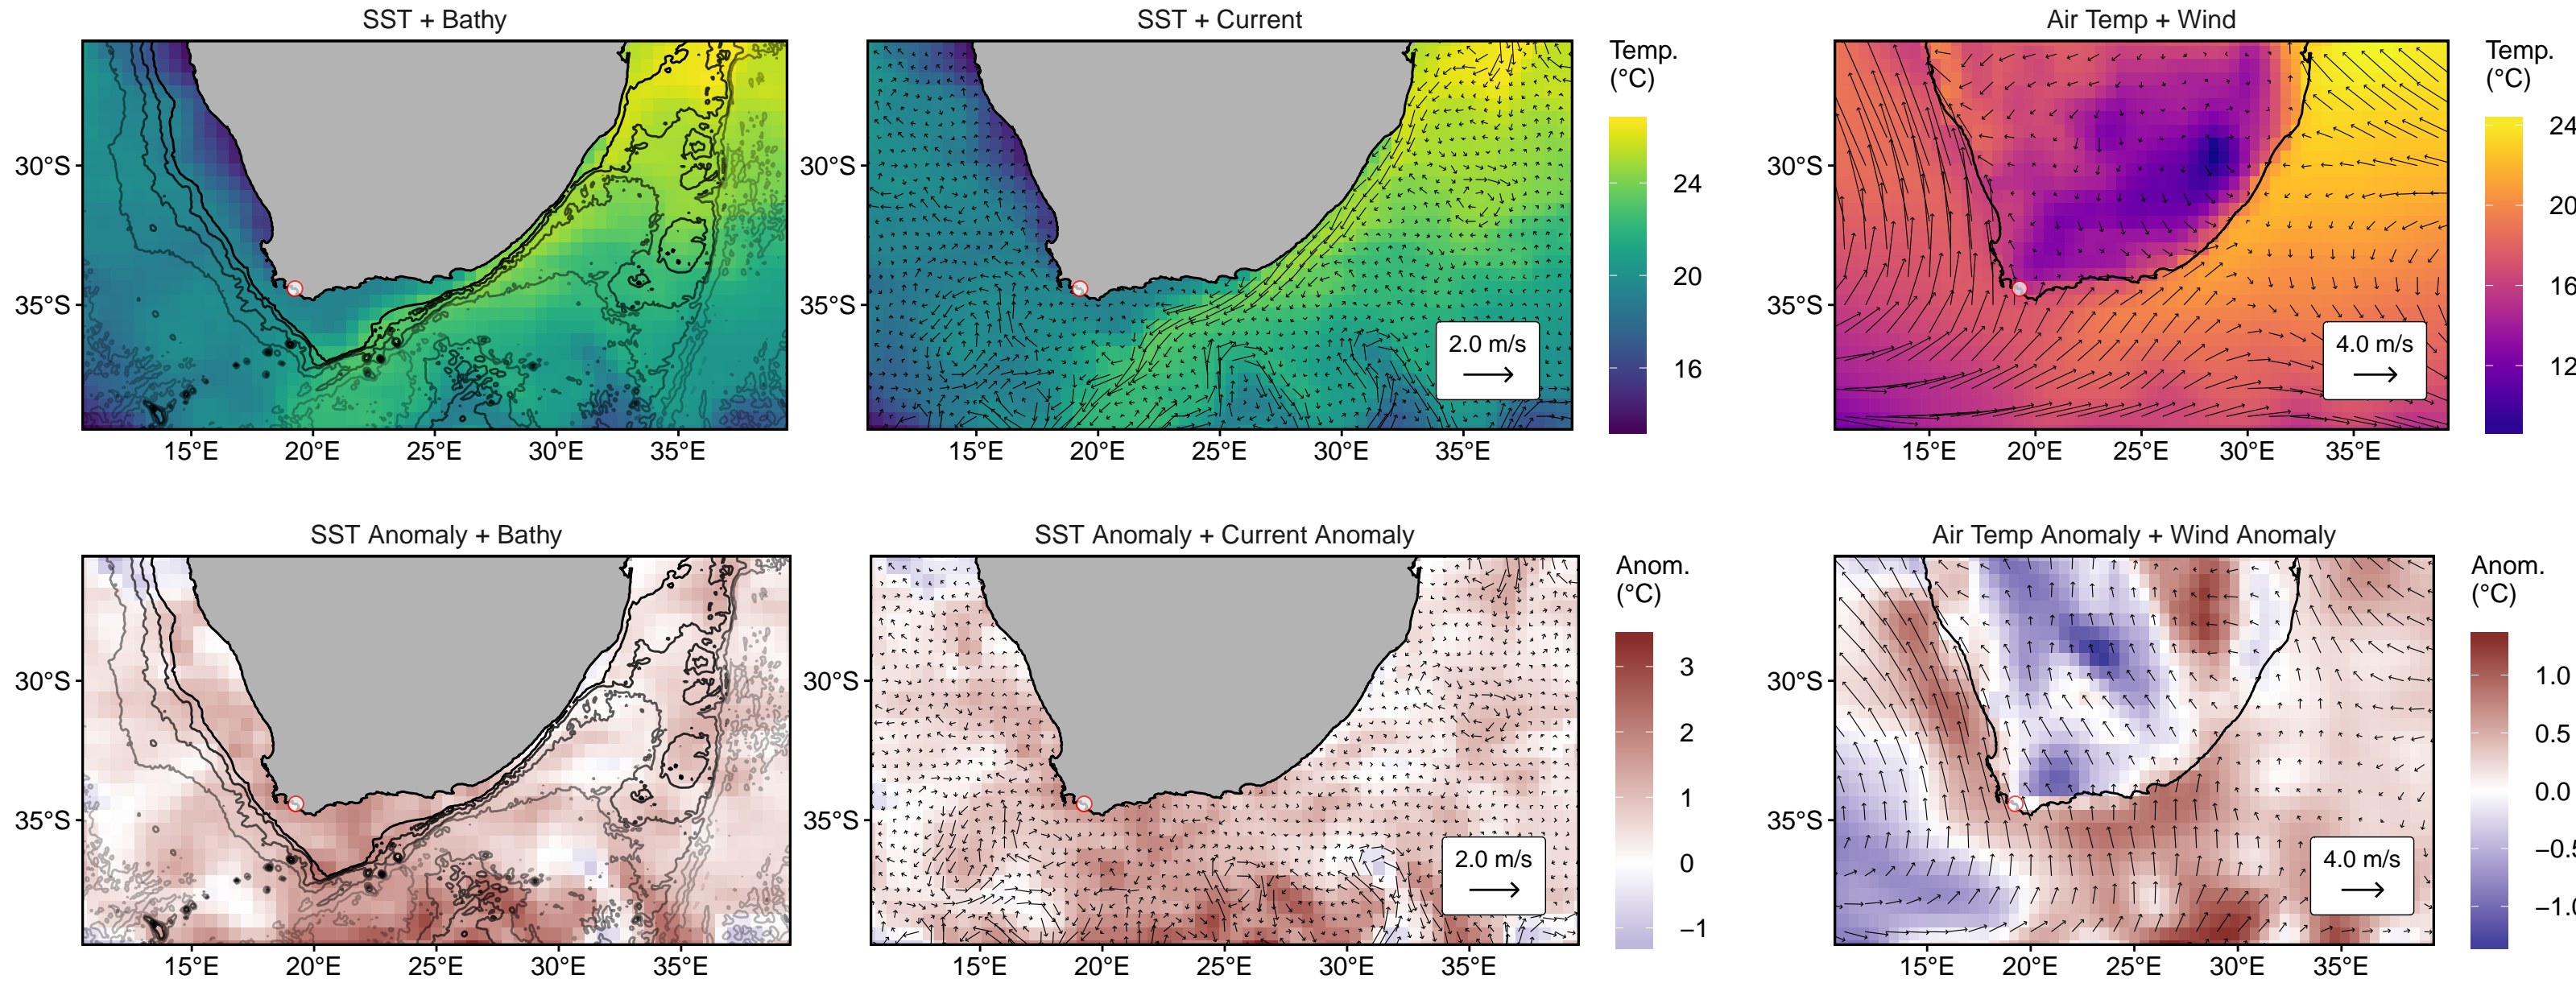 SST + Bathy
SST + Current
Air Temp + Wind
30°S
35°S
15°E 20°E 25°E 30°E 35°E
30°S
35°S
2.0 m/s
15°E 20°E 25°E 30°E 35°E
Temp.
(°C)
24
20
16
30°S
35°S
4.0 m/s
15°E 20°E 25°E 30°E 35°E
Temp.
(°C)
24
20
16
12
SST Anomaly + Bathy
SST Anomaly + Current Anomaly
Air Temp Anomaly + Wind Anomaly
30°S
35°S
15°E 20°E 25°E 30°E 35°E
30°S
35°S
2.0 m/s
15°E 20°E 25°E 30°E 35°E
Anom.
(°C)
3
2
1
0
−1
30°S
35°S
4.0 m/s
15°E 20°E 25°E 30°E 35°E
Anom.
(°C)
1.0
0.5
0.0
−0.5
−1.0